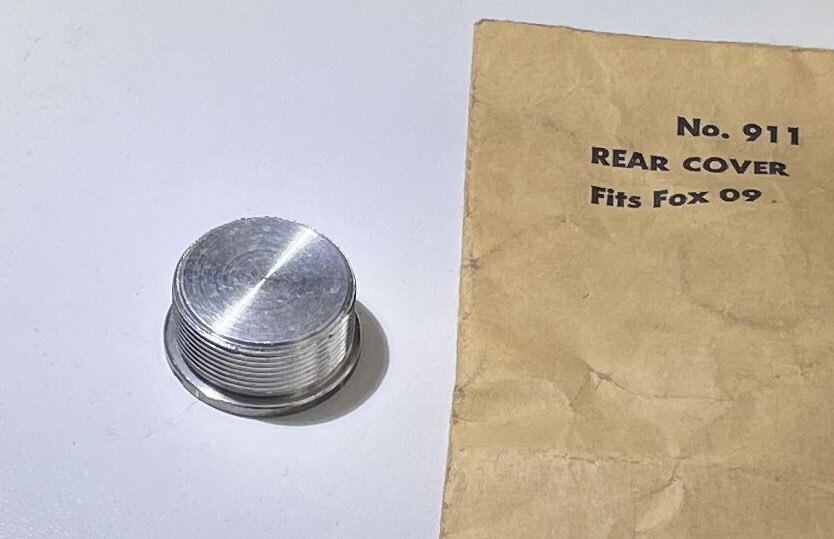 No. 911
REAR COVER
Fits Fox 09